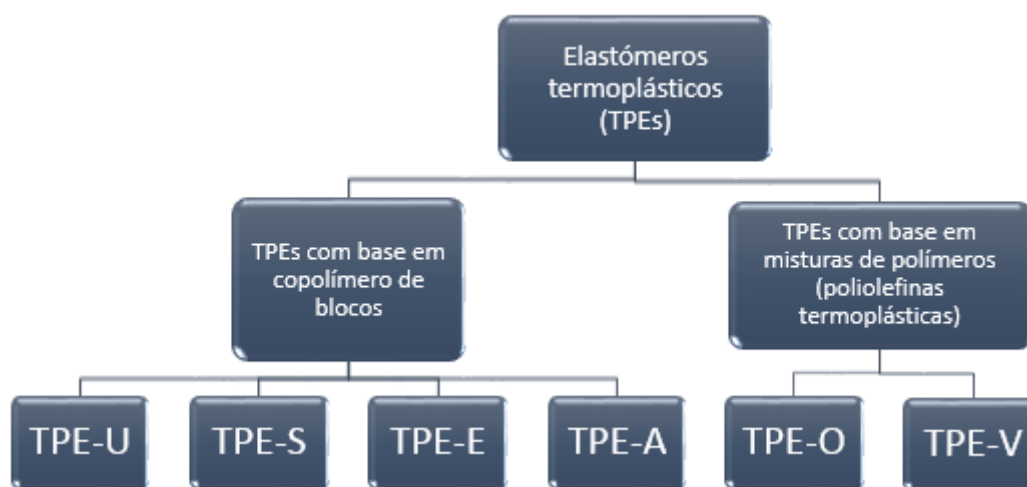 Elastómeros
termoplásticos
(TPEs)
TPEs com base em
copolímero de
blocos
TPEs com base em
misturas de polímeros
(poliolefinas
termoplásticas)
TPE-U
TPE-S
TPE-E
TPE-A
TPE-O
TPE-V